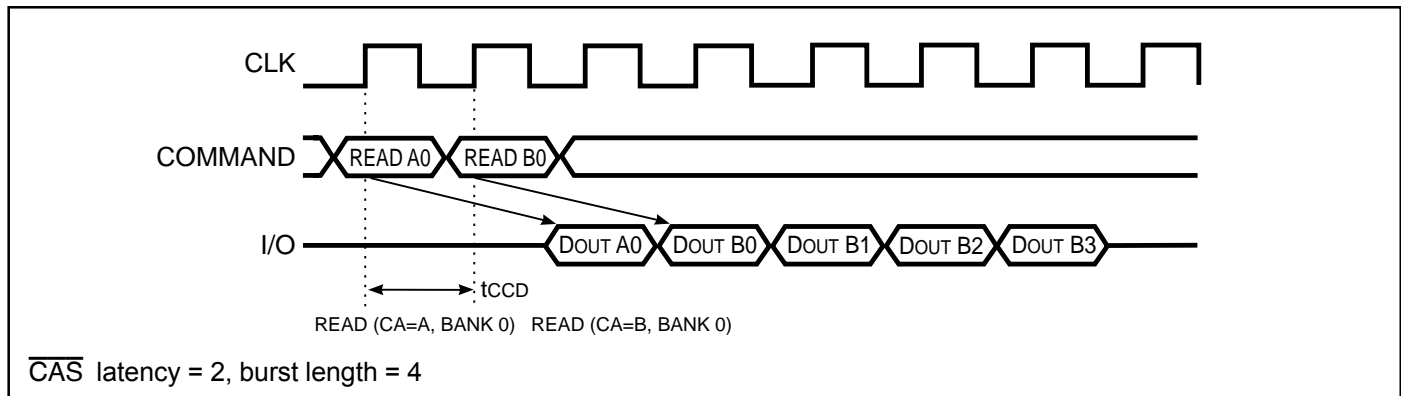 CLK
COMMAND READ A0 READ B0
I/O DOUT A0 DOUT B0 DOUT B1 DOUT B2 DOUT B3
tCCD
READ (CA=A, BANK 0) READ (CA=B, BANK 0)
CAS latency = 2, burst length = 4